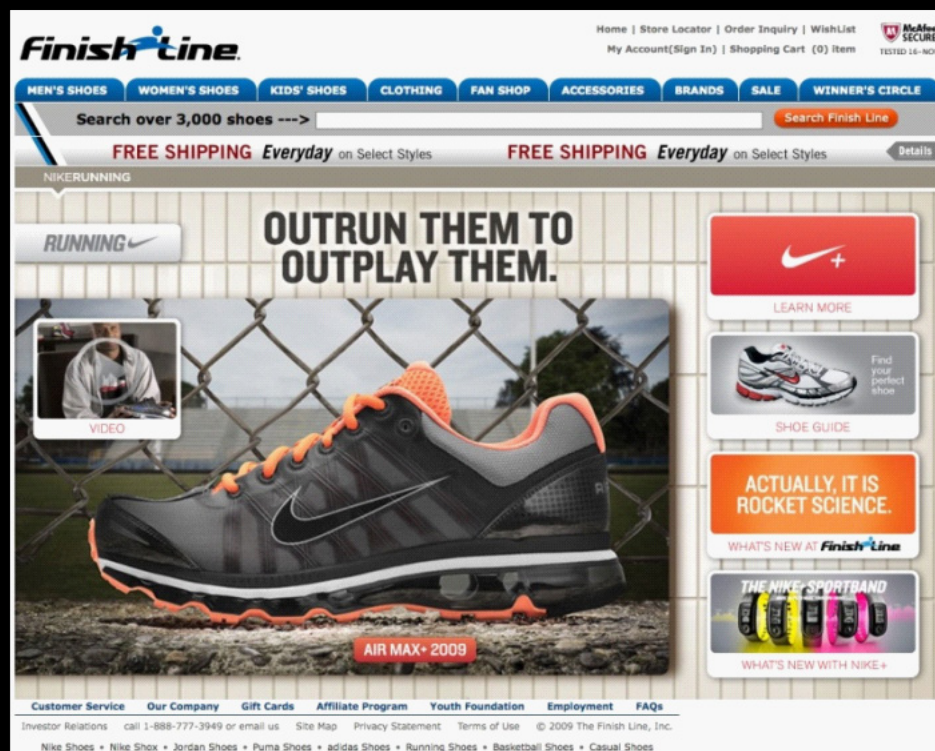 Finish Line.
Home | Store Locator | Order Inquiry | WishList
My Account(Sign In) | Shopping Cart (0) item
McAfee
SECURE
TESTED 16-NOV
MEN'S SHOES WOMEN'S SHOES KIDS' SHOES CLOTHING FAN SHOP ACCESSORIES BRANDS SALE WINNER'S CIRCLE
Search over 3,000 shoes --->
Search Finish Line
FREE SHIPPING Everyday on Select Styles FREE SHIPPING Everyday on Select Styles Details
NIKERUNNING
RUNNING
OUTRUN THEM TO
OUTPLAY THEM.
VIDEO
AIR MAX+ 2009
+
LEARN MORE
Find
your
perfect
shoe
SHOE GUIDE
ACTUALLY, IT IS
ROCKET SCIENCE.
WHAT'S NEW AT Finish Line
THE NIKE+ SPORTBAND
WHAT'S NEW WITH NIKE+
Customer Service Our Company Gift Cards Affiliate Program Youth Foundation Employment FAQs
Investor Relations call 1-888-777-3949 or email us Site Map Privacy Statement Terms of Use © 2009 The Finish Line, Inc.
Nike Shoes • Nike Shox • Jordan Shoes • Puma Shoes • adidas Shoes • Running Shoes • Basketball Shoes • Casual Shoes